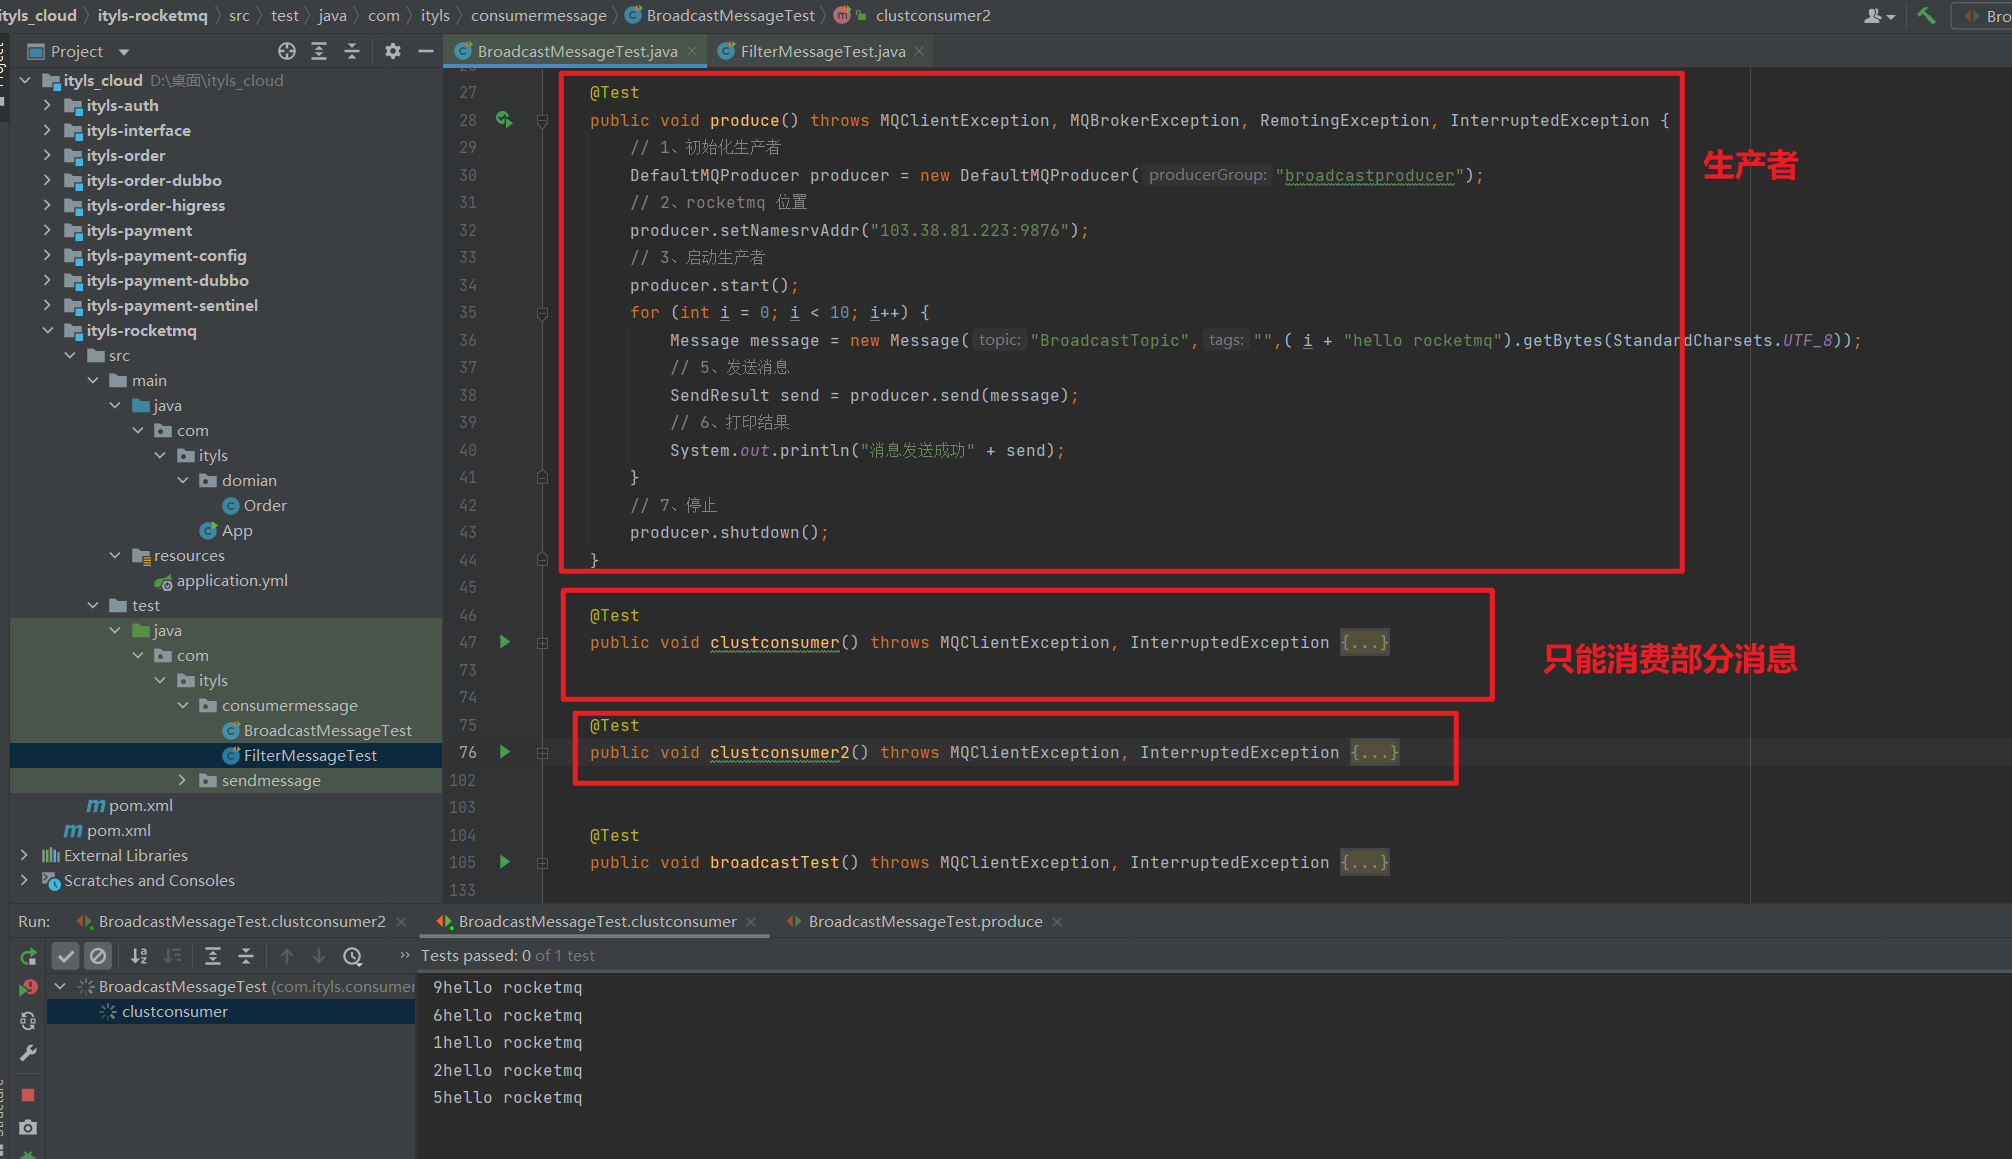 ityls_cloud 〉 ityls-rocketmq 〉 src 〉 test 〉 java 〉 com 〉 ityls 〉 consumermessage 〉 BroadcastMessageTest 〉 clustconsumer2
Bro
Project
BroadcastMessageTest.java
FilterMessageTest.java
ityls_cloud D:\桌面\ityls_cloud
ityls-auth
ityls-interface
ityls-order
ityls-order-dubbo
ityls-order-higress
ityls-payment
ityls-payment-config
ityls-payment-dubbo
ityls-payment-sentinel
ityls-rocketmq
src
main
java
com
ityls
domian
Order
App
resources
application.yml
test
java
com
ityls
consumermessage
BroadcastMessageTest
FilterMessageTest
sendmessage
pom.xml
pom.xml
External Libraries
Scratches and Consoles
27 @Test
28 public void produce() throws MQClientException, MQBrokerException, RemotingException, InterruptedException {
29 // 1、初始化生产者
30 DefaultMQProducer producer = new DefaultMQProducer( producerGroup: "broadcastproducer");
31 // 2、rocketmq 位置
32 producer.setNamesrvAddr("103.38.81.223:9876");
33 // 3、启动生产者
34 producer.start();
35 for (int i = 0; i < 10; i++) {
36 Message message = new Message( topic: "BroadcastTopic", tags: "",( i + "hello rocketmq").getBytes(StandardCharsets.UTF_8));
37 // 5、发送消息
38 SendResult send = producer.send(message);
39 // 6、打印结果
40 System.out.println("消息发送成功" + send);
41 }
42 // 7、停止
43 producer.shutdown();
44 }
45
46 @Test
47 public void clustconsumer() throws MQClientException, InterruptedException {...}
73
74
75 @Test
76 public void clustconsumer2() throws MQClientException, InterruptedException {...}
102
103
104 @Test
105 public void broadcastTest() throws MQClientException, InterruptedException {...}
133
生产者
只能消费部分消息
Run: BroadcastMessageTest.clustconsumer2 BroadcastMessageTest.clustconsumer BroadcastMessageTest.produce
Tests passed: 0 of 1 test
BroadcastMessageTest (com.ityls.consumer
clustconsumer
9hello rocketmq
6hello rocketmq
1hello rocketmq
2hello rocketmq
5hello rocketmq